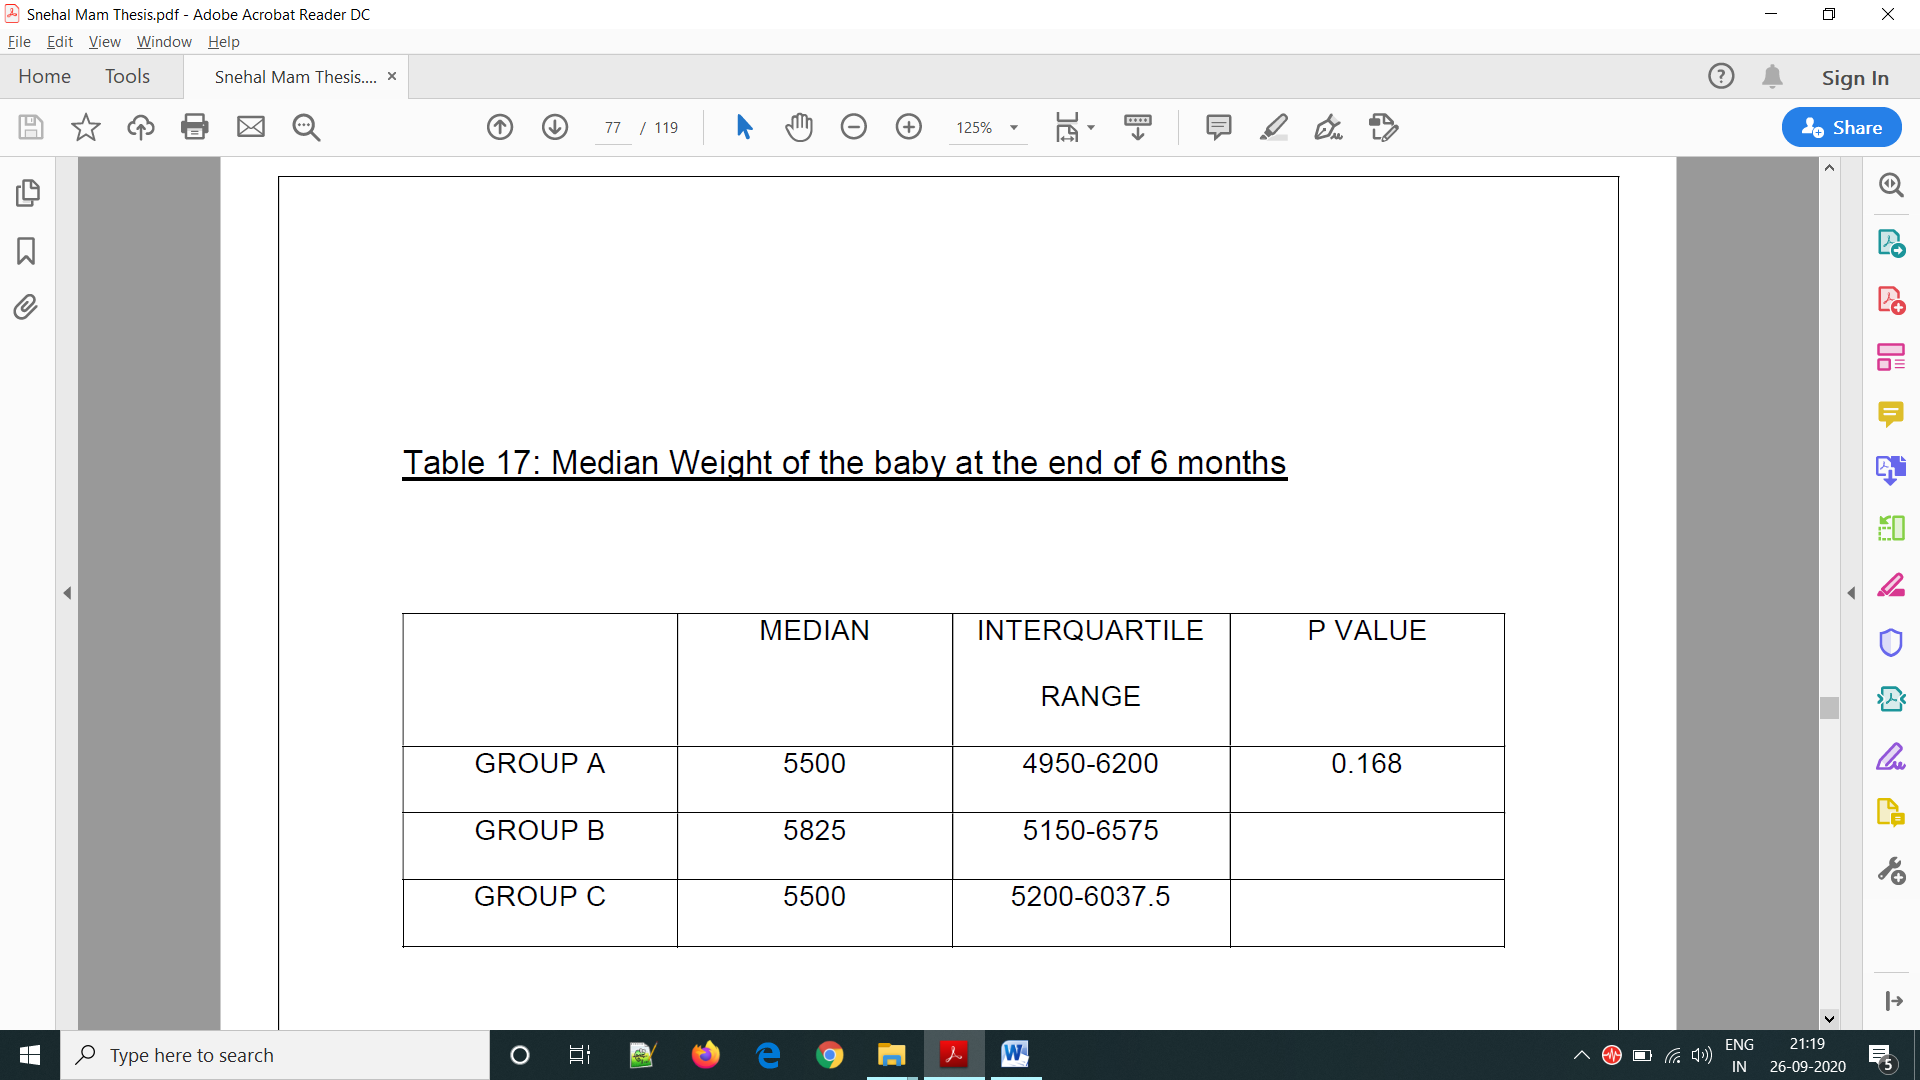 Snehal Mam Thesis.pdf - Adobe Acrobat Reader DC
File Edit View Window Help
Home Tools Snehal Mam Thesis.... × Sign In
77 / 119 125% Share
Table 17: Median Weight of the baby at the end of 6 months
MEDIAN INTERQUARTILE P VALUE
RANGE
GROUP A 5500 4950-6200 0.168
GROUP B 5825 5150-6575
GROUP C 5500 5200-6037.5
Type here to search
ENG 21:19
IN 26-09-2020 5